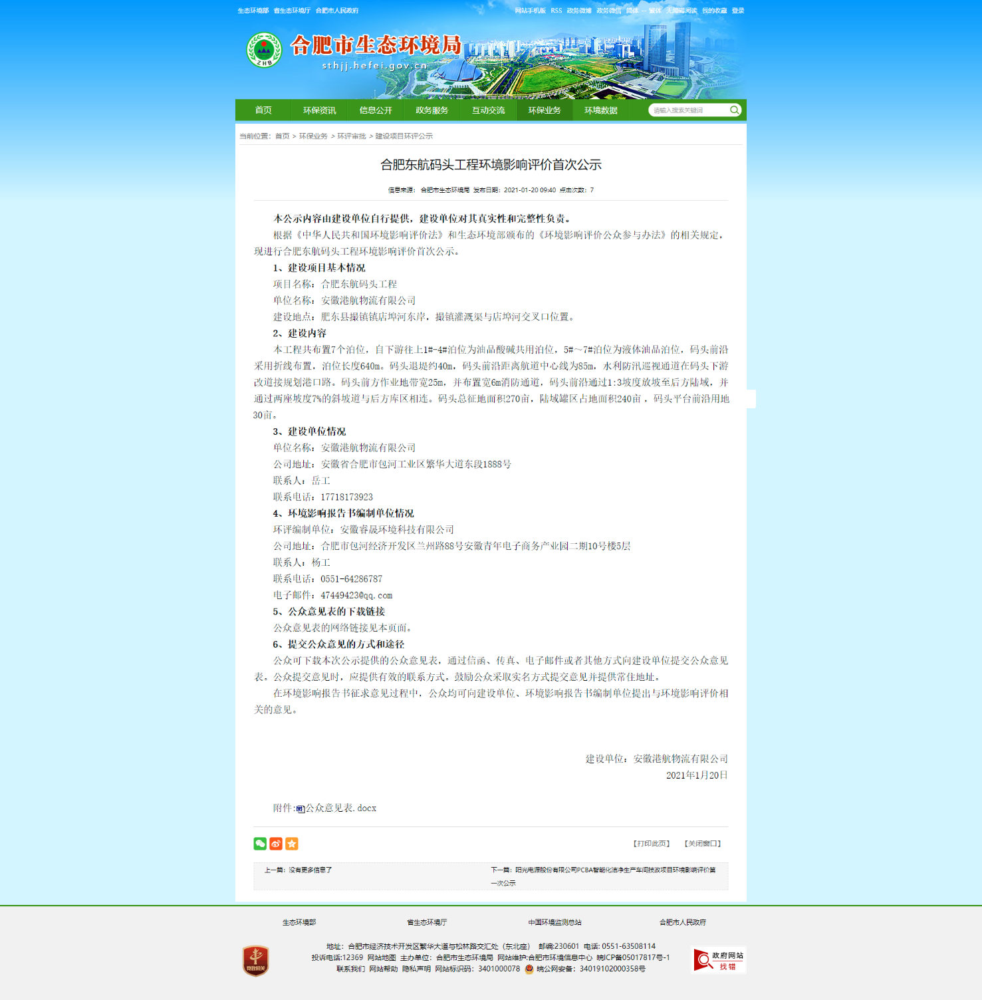 生态环境部 省生态环境厅 合肥市人民政府 网站手机版 RSS 政务微博 政务微信 简体 -- 繁体 无障碍阅读 我的收藏 登录
ZHB
合肥市生态环境局
sthjj.hefei.gov.cn
首页 环保资讯 信息公开 政务服务 互动交流 环保业务 环境数据 请输入搜索关键词
当前位置：首页 > 环保业务 > 环评审批 > 建设项目环评公示
合肥东航码头工程环境影响评价首次公示
信息来源： 合肥市生态环境局 发布日期：2021-01-20 09:40 点击次数：7
本公示内容由建设单位自行提供，建设单位对其真实性和完整性负责。
根据《中华人民共和国环境影响评价法》和生态环境部颁布的《环境影响评价公众参与办法》的相关规定，
现进行合肥东航码头工程环境影响评价首次公示。
1、建设项目基本情况
项目名称：合肥东航码头工程
单位名称：安徽港航物流有限公司
建设地点：肥东县撮镇镇店埠河东岸，撮镇灌溉渠与店埠河交叉口位置。
2、建设内容
本工程共布置7个泊位，自下游往上1#-4#泊位为油品酸碱共用泊位，5#～7#泊位为液体油品泊位，码头前沿
采用折线布置，泊位长度640m。码头退堤约40m，码头前沿距离航道中心线为85m，水利防汛巡视通道在码头下游
改道接规划港口路。码头前方作业地带宽25m，并布置宽6m消防通道，码头前沿通过1:3坡度放坡至后方陆域，并
通过两座坡度7%的斜坡道与后方库区相连。码头总征地面积270亩，陆域罐区占地面积240亩 ，码头平台前沿用地
30亩。
3、建设单位情况
单位名称：安徽港航物流有限公司
公司地址：安徽省合肥市包河工业区繁华大道东段1888号
联系人：岳工
联系电话：17718173923
4、环境影响报告书编制单位情况
环评编制单位：安徽睿晟环境科技有限公司
公司地址：合肥市包河经济开发区兰州路88号安徽青年电子商务产业园二期10号楼5层
联系人：杨工
联系电话：0551-64286787
电子邮件：47449423@qq.com
5、公众意见表的下载链接
公众意见表的网络链接见本页面。
6、提交公众意见的方式和途径
公众可下载本次公示提供的公众意见表，通过信函、传真、电子邮件或者其他方式向建设单位提交公众意见
表。公众提交意见时，应提供有效的联系方式。鼓励公众采取实名方式提交意见并提供常住地址。
在环境影响报告书征求意见过程中，公众均可向建设单位、环境影响报告书编制单位提出与环境影响评价相
关的意见。
建设单位：安徽港航物流有限公司
2021年1月20日
附件:公众意见表.docx
【打印此页】 【关闭窗口】
上一篇：没有更多信息了 下一篇：阳光电源股份有限公司PCBA智能化洁净生产车间技改项目环境影响评价第
一次公示
生态环境部 省生态环境厅 中国环境监测总站 合肥市人民政府
地址：合肥市经济技术开发区繁华大道与松林路交汇处（东北座） 邮编:230601 电话: 0551-63508114
投诉电话:12369 网站地图 主办单位：合肥市生态环境局 网站维护:合肥市环境信息中心 皖ICP备05017817号-1
联系我们 网站帮助 隐私声明 网站标识码：3401000078 皖公网安备：34019102000358号
党政机关
政府网站
找错